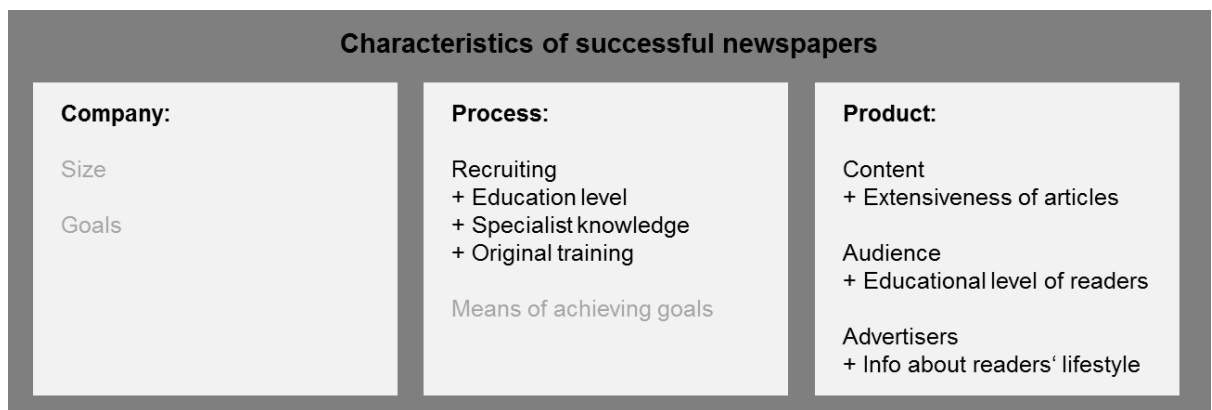 Characteristics of successful newspapers
Company:
Size
Goals
Process:
Recruiting
+ Education level
+ Specialist knowledge
+ Original training
Means of achieving goals
Product:
Content
+ Extensiveness of articles
Audience
+ Educational level of readers
Advertisers
+ Info about readers‘ lifestyle